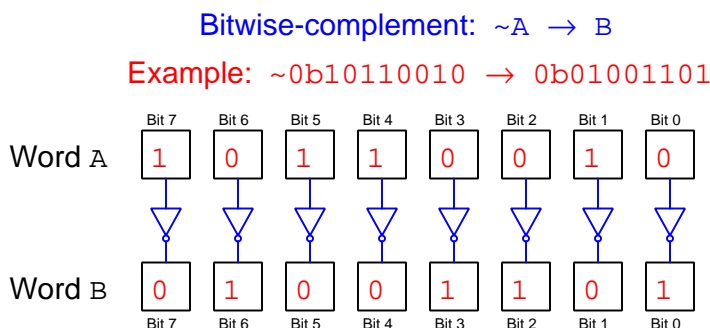 Bitwise-complement: ~A → B
Example: ~0b10110010 → 0b01001101
Bit 7 Bit 6 Bit 5 Bit 4 Bit 3 Bit 2 Bit 1 Bit 0
Word A 1 0 1 1 0 0 1 0
Word B 0 1 0 0 1 1 0 1
Bit 7 Bit 6 Bit 5 Bit 4 Bit 3 Bit 2 Bit 1 Bit 0